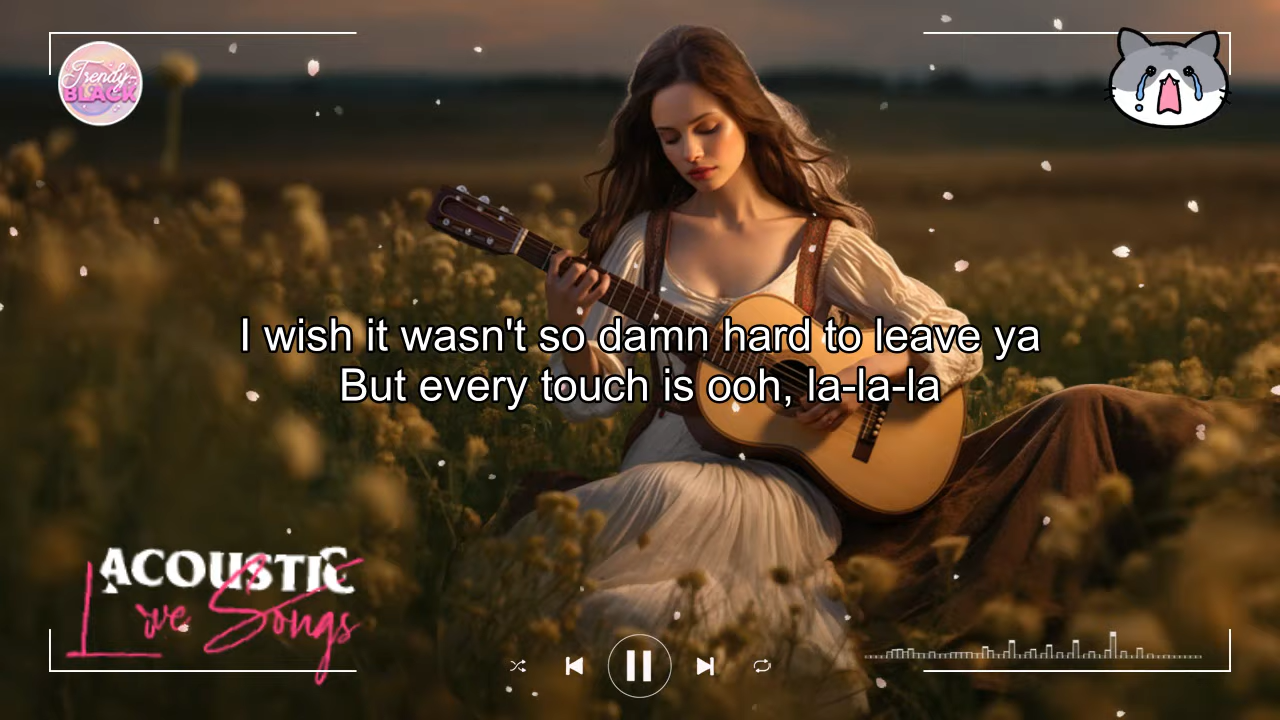 Trendy
BLACK
I wish it wasn't so damn hard to leave ya
But every touch is ooh, la-la-la
ACOUSTIC
Love Songs